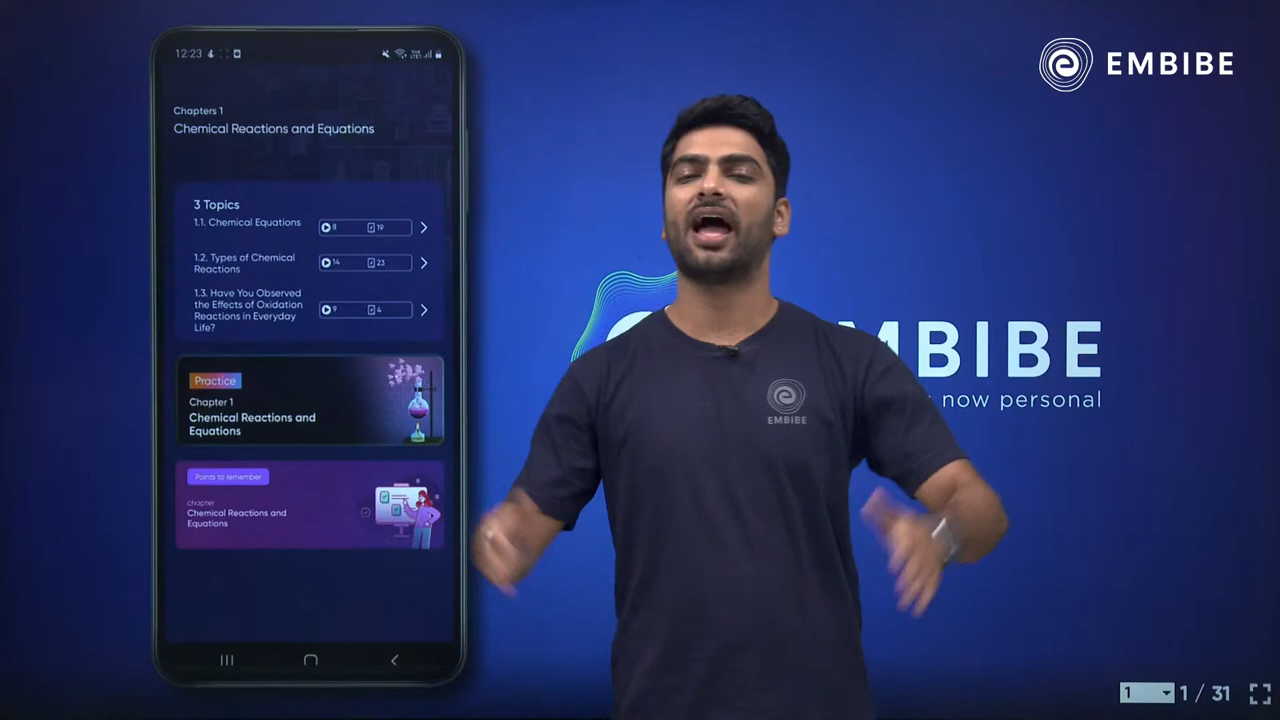 12:23
EMBIBE
Chapters 1
Chemical Reactions and Equations
3 Topics
1.1. Chemical Equations
8 19
1.2. Types of Chemical
Reactions
14 23
1.3. Have You Observed
the Effects of Oxidation
Reactions in Everyday
Life?
9 4
Practice
Chapter 1
Chemical Reactions and
Equations
Points to remember
chapter
Chemical Reactions and
Equations
MBIBE
now personal
EMBIBE
1 1 / 31